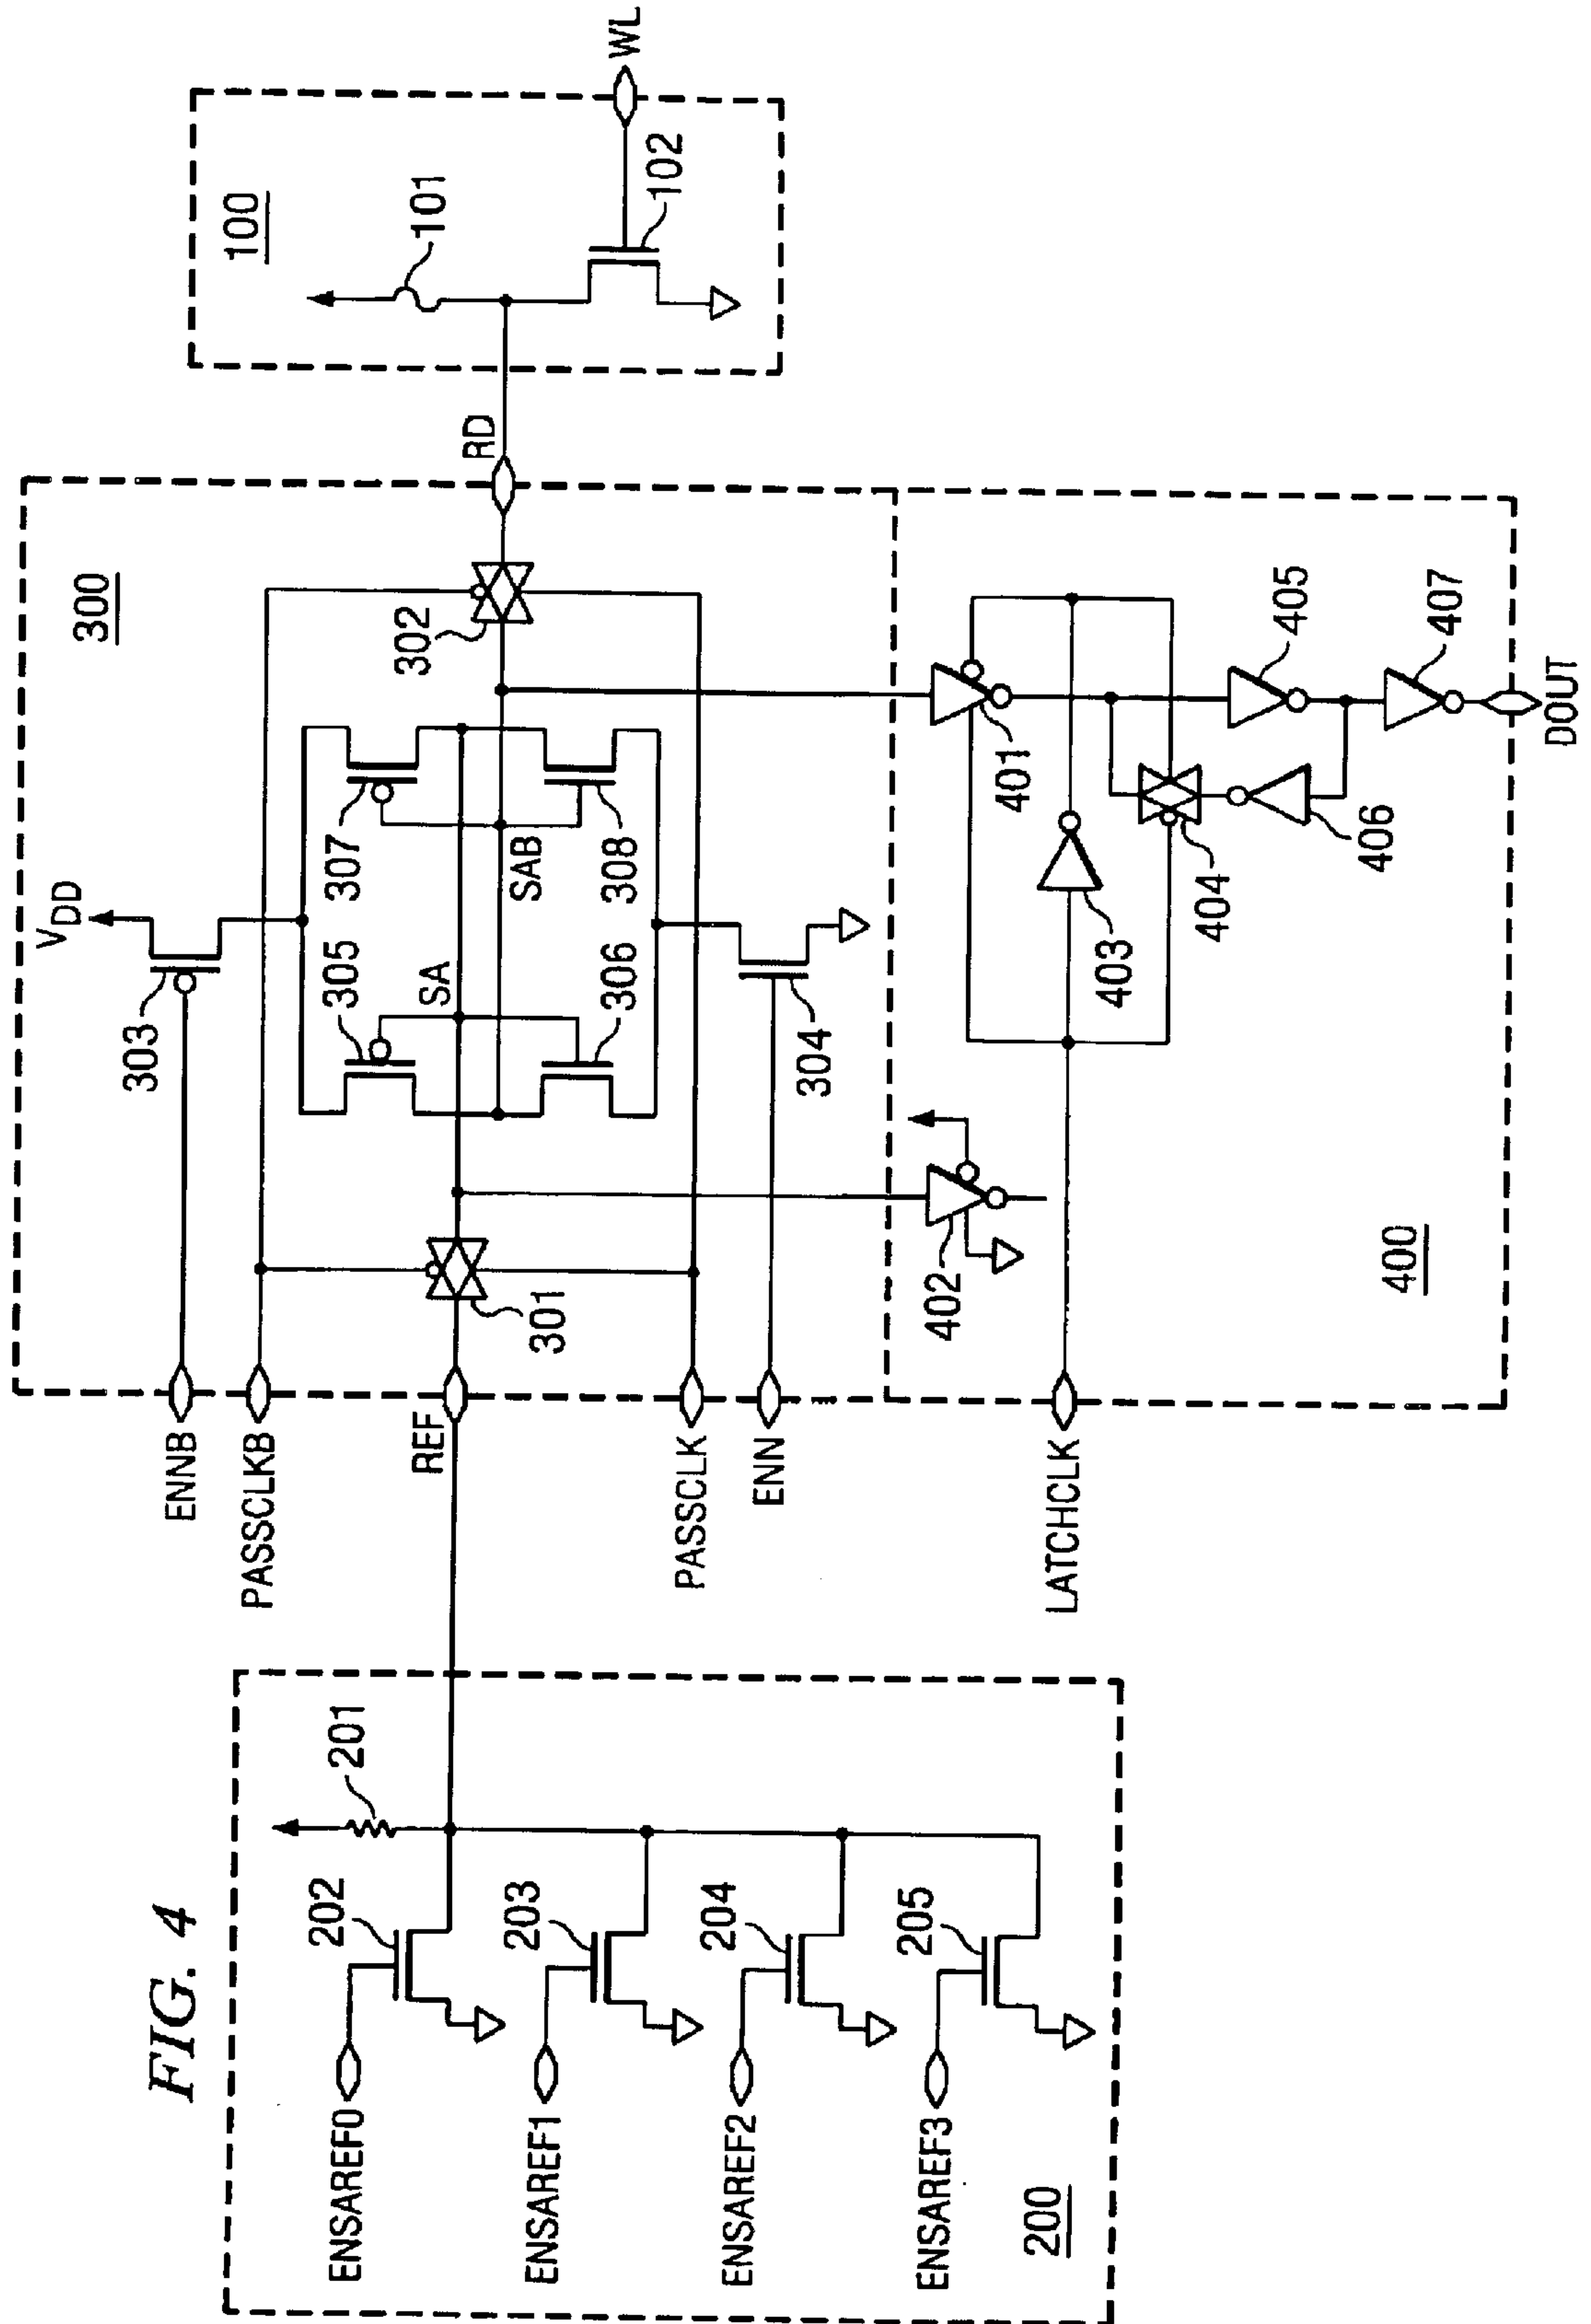 FIG. 4
ENSAREF0
ENSAREF1
ENSAREF2
ENSAREF3
200
201
202
203
204
205
ENNB
PASSCLKB
REF
PASSCLK
ENN
LATCHCLK
300
VDD
303
305
307
SA
SAB
306
308
301
302
304
RD
100
101
102
WL
400
401
402
403
404
405
406
407
DOUT